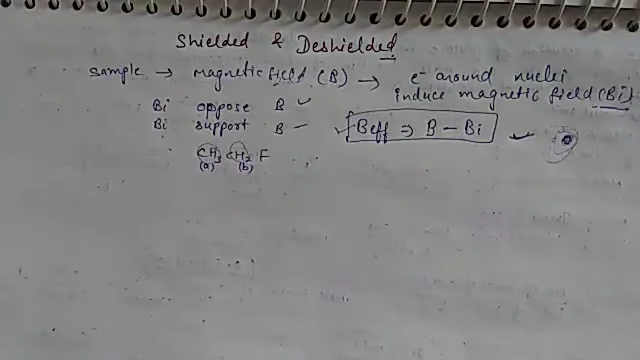 Shielded & Deshielded
sample → magnetic field (B) → e⁻ around nuclei
induce magnetic field (Bi)
Bi oppose B ✓
Bi support B –
Beff ⇒ B – Bi ✓
CH3 CH2 F
(a) (b)